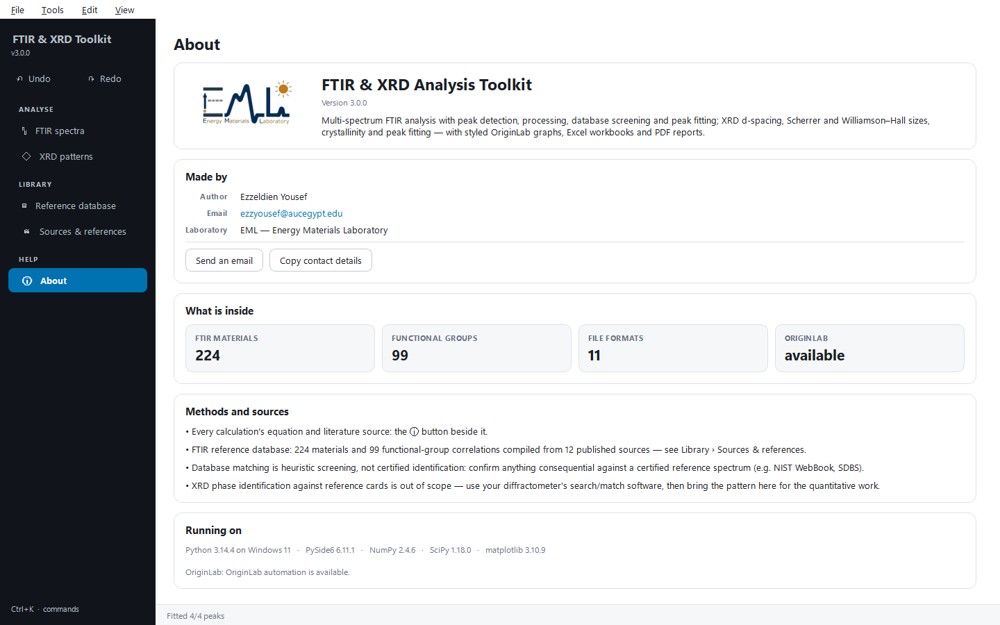 File Tools Edit View
FTIR & XRD Toolkit
v3.0.0
Undo Redo
ANALYSE
FTIR spectra
XRD patterns
LIBRARY
Reference database
Sources & references
HELP
About
Ctrl+K · commands
About
EML
Energy Materials Laboratory
FTIR & XRD Analysis Toolkit
Version 3.0.0
Multi-spectrum FTIR analysis with peak detection, processing, database screening and peak fitting; XRD d-spacing, Scherrer and Williamson–Hall sizes,
crystallinity and peak fitting — with styled OriginLab graphs, Excel workbooks and PDF reports.
Made by
Author Ezzeldien Yousef
Email ezzyousef@aucegypt.edu
Laboratory EML — Energy Materials Laboratory
Send an email Copy contact details
What is inside
FTIR MATERIALS FUNCTIONAL GROUPS FILE FORMATS ORIGINLAB
224 99 11 available
Methods and sources
• Every calculation's equation and literature source: the ⓘ button beside it.
• FTIR reference database: 224 materials and 99 functional-group correlations compiled from 12 published sources — see Library › Sources & references.
• Database matching is heuristic screening, not certified identification: confirm anything consequential against a certified reference spectrum (e.g. NIST WebBook, SDBS).
• XRD phase identification against reference cards is out of scope — use your diffractometer's search/match software, then bring the pattern here for the quantitative work.
Running on
Python 3.14.4 on Windows 11 · PySide6 6.11.1 · NumPy 2.4.6 · SciPy 1.18.0 · matplotlib 3.10.9
OriginLab: OriginLab automation is available.
Fitted 4/4 peaks